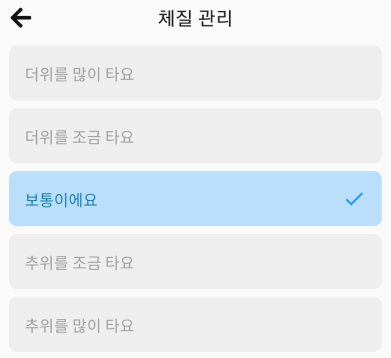 체질 관리
더위를 많이 타요
더위를 조금 타요
보통이에요
추위를 조금 타요
추위를 많이 타요